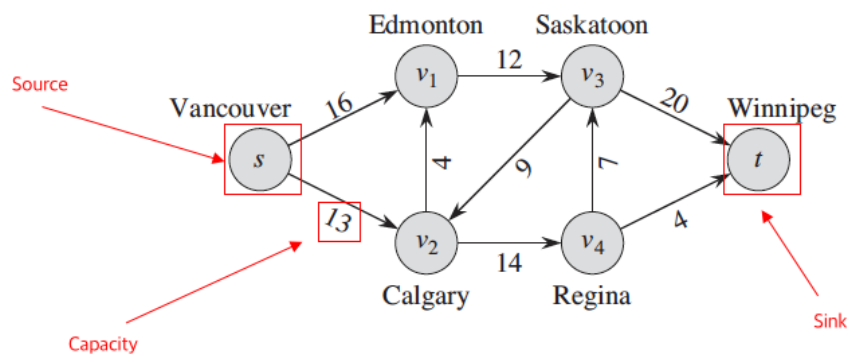 Edmonton
Saskatoon
Source
v1
12
v3
Vancouver
16
20
Winnipeg
s
4
9
7
t
13
v2
14
v4
4
Calgary
Regina
Capacity
Sink